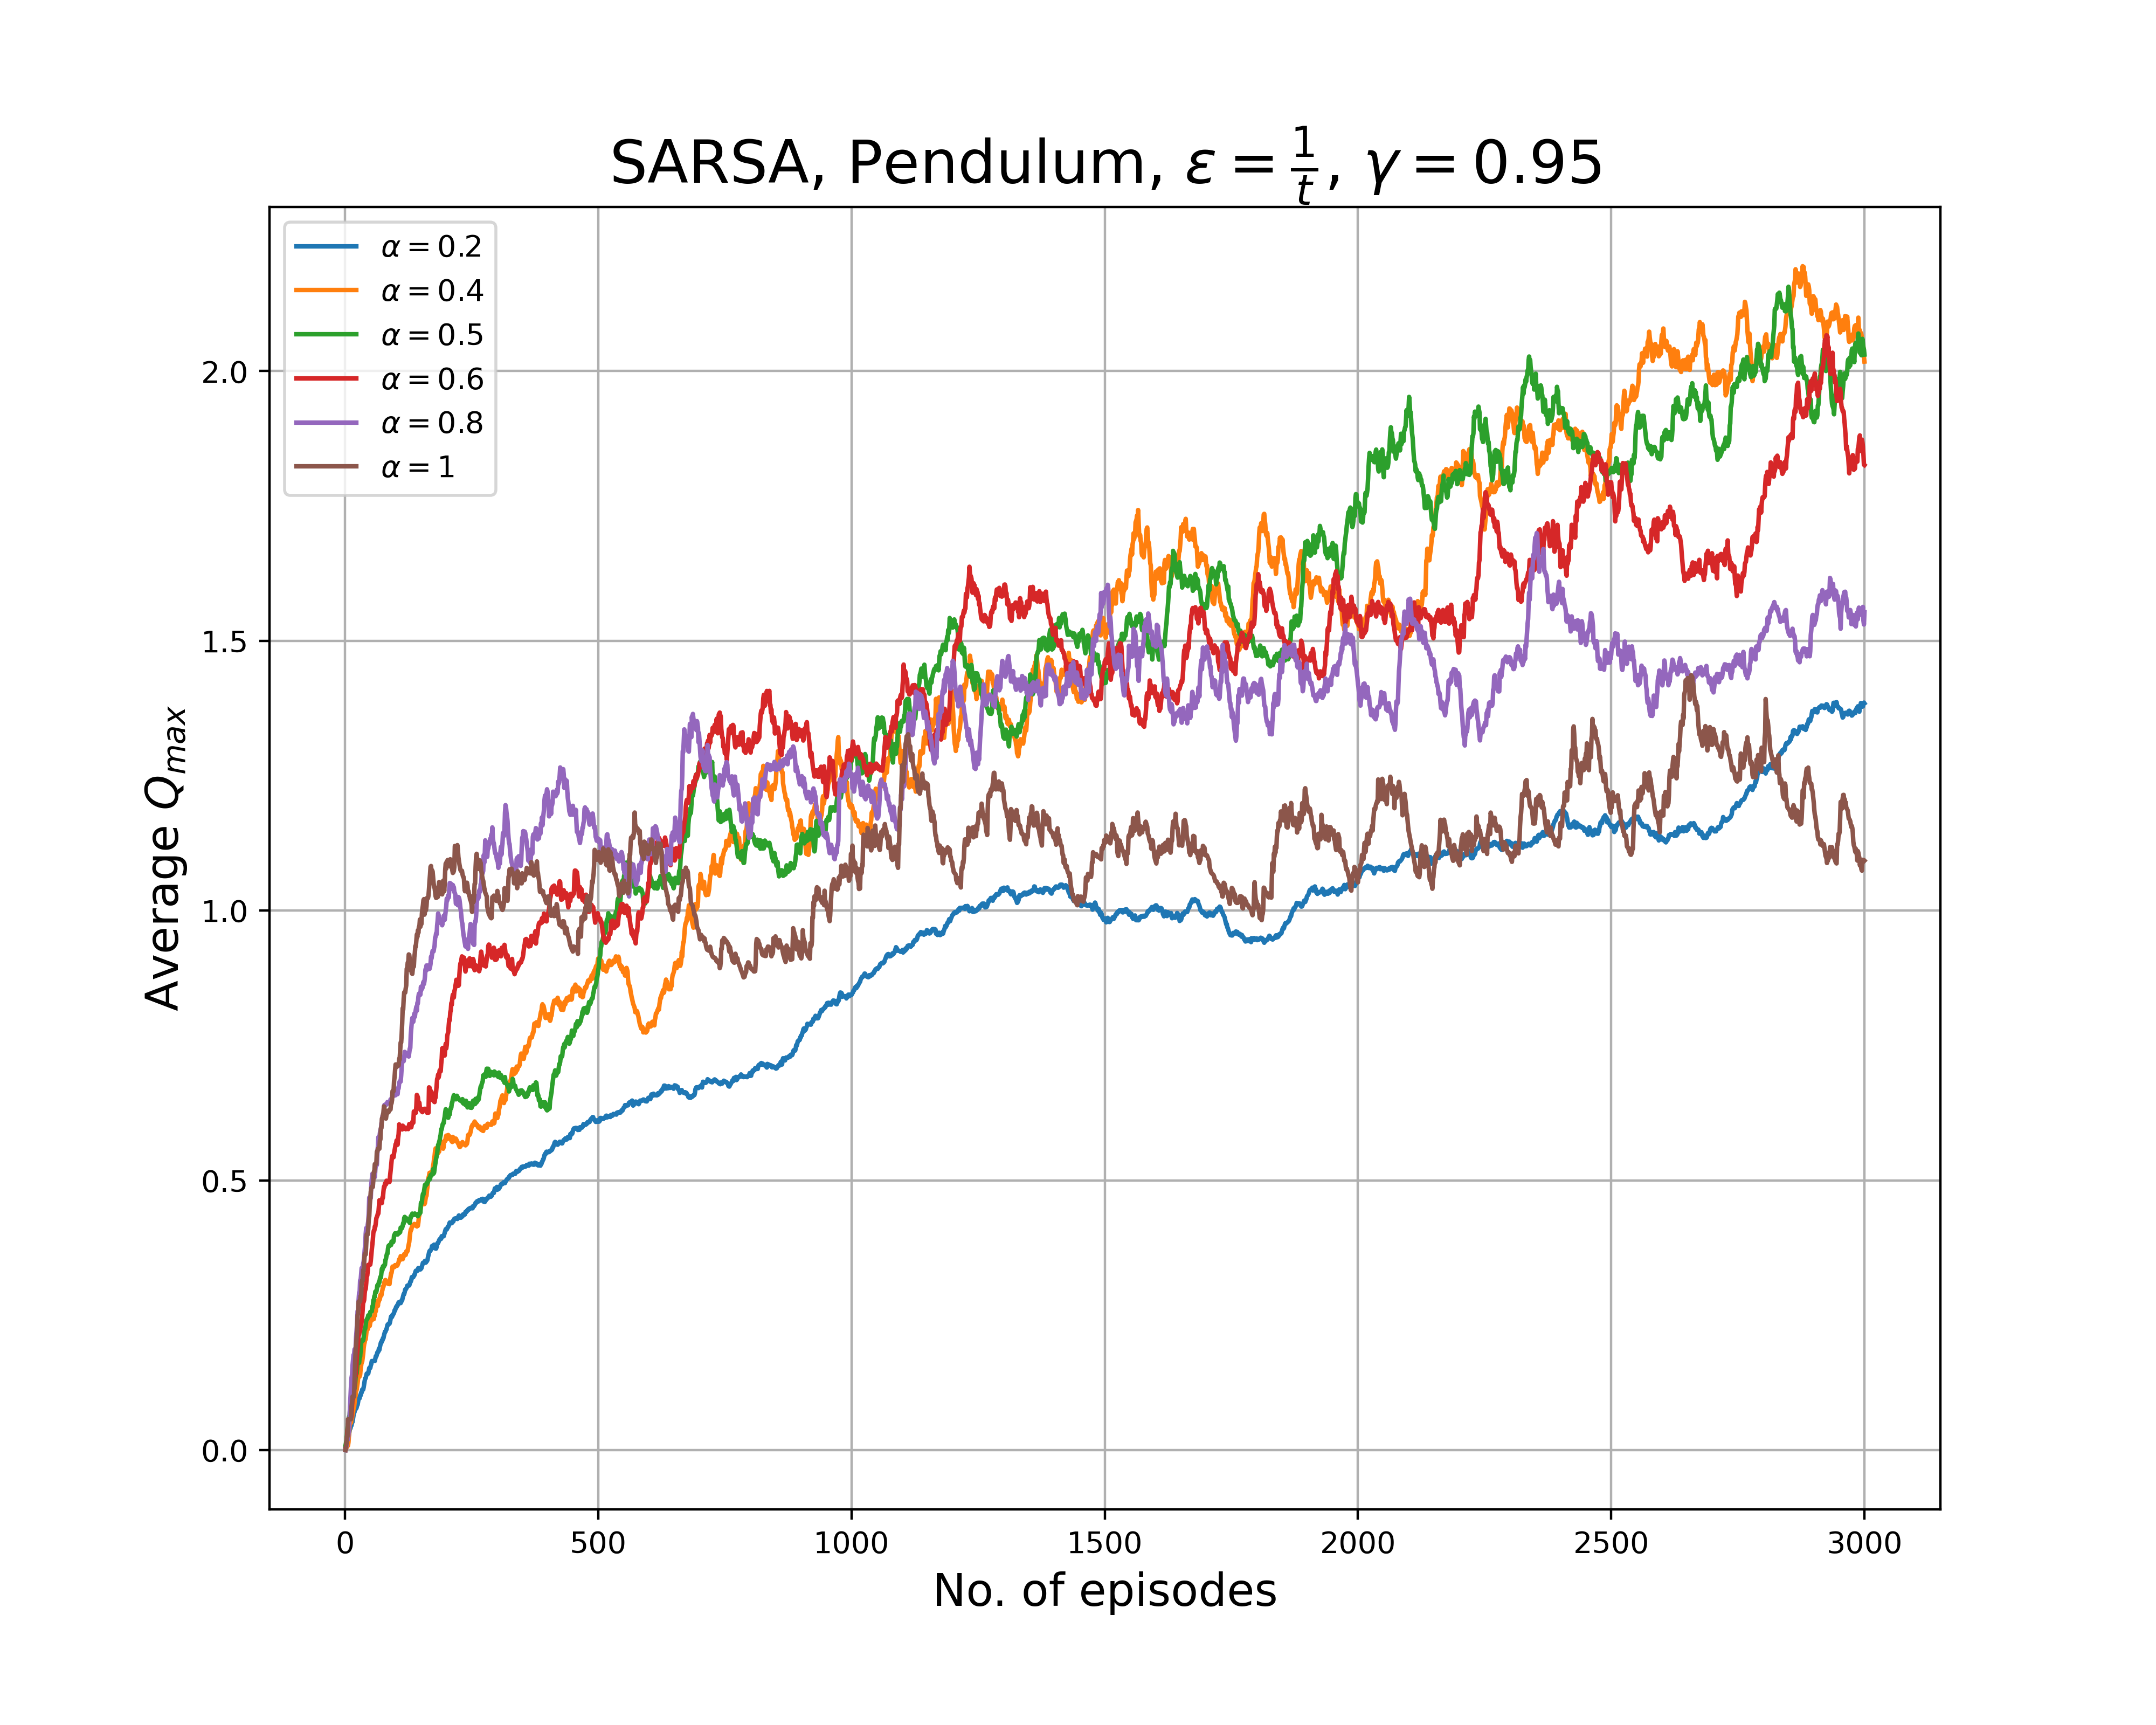 SARSA, Pendulum, ε = 1/t, γ = 0.95
α = 0.2
α = 0.4
α = 0.5
α = 0.6
α = 0.8
α = 1
Average Q_max
2.0
1.5
1.0
0.5
0.0
0 500 1000 1500 2000 2500 3000
No. of episodes